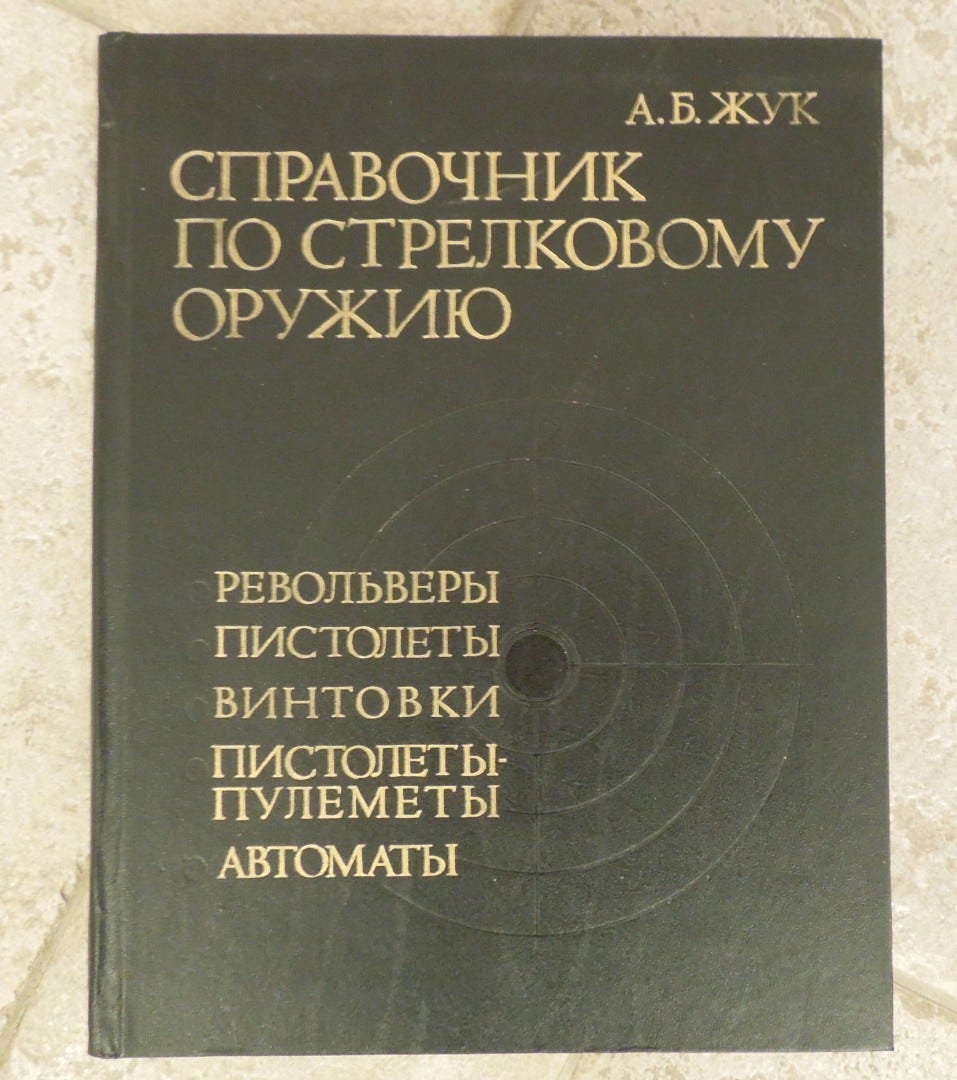 А.Б.ЖУК
СПРАВОЧНИК
ПО СТРЕЛКОВОМУ
ОРУЖИЮ
РЕВОЛЬВЕРЫ
ПИСТОЛЕТЫ
ВИНТОВКИ
ПИСТОЛЕТЫ-
ПУЛЕМЕТЫ
АВТОМАТЫ